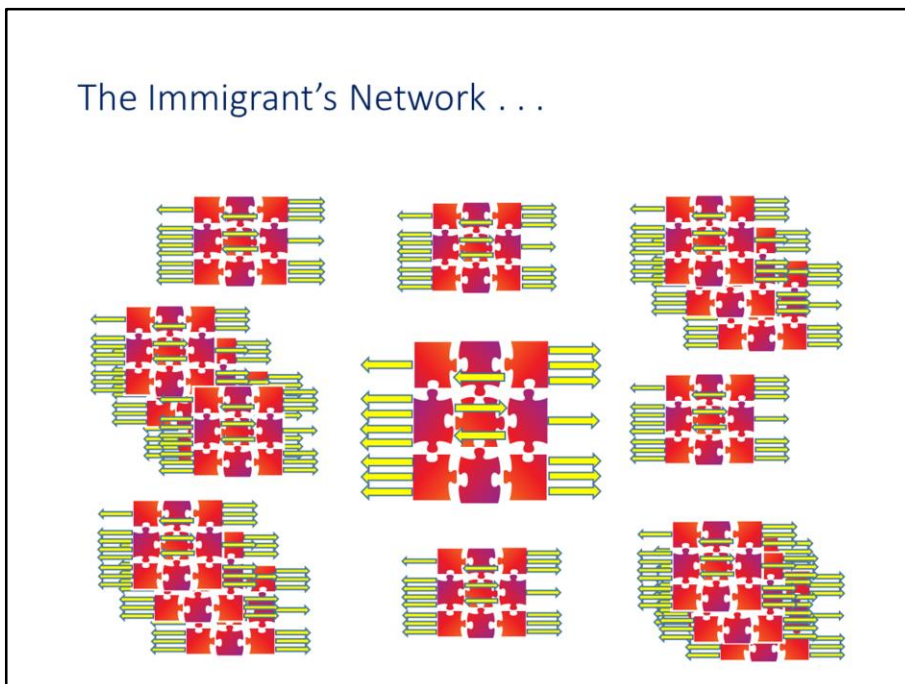 The Immigrant’s Network . . .